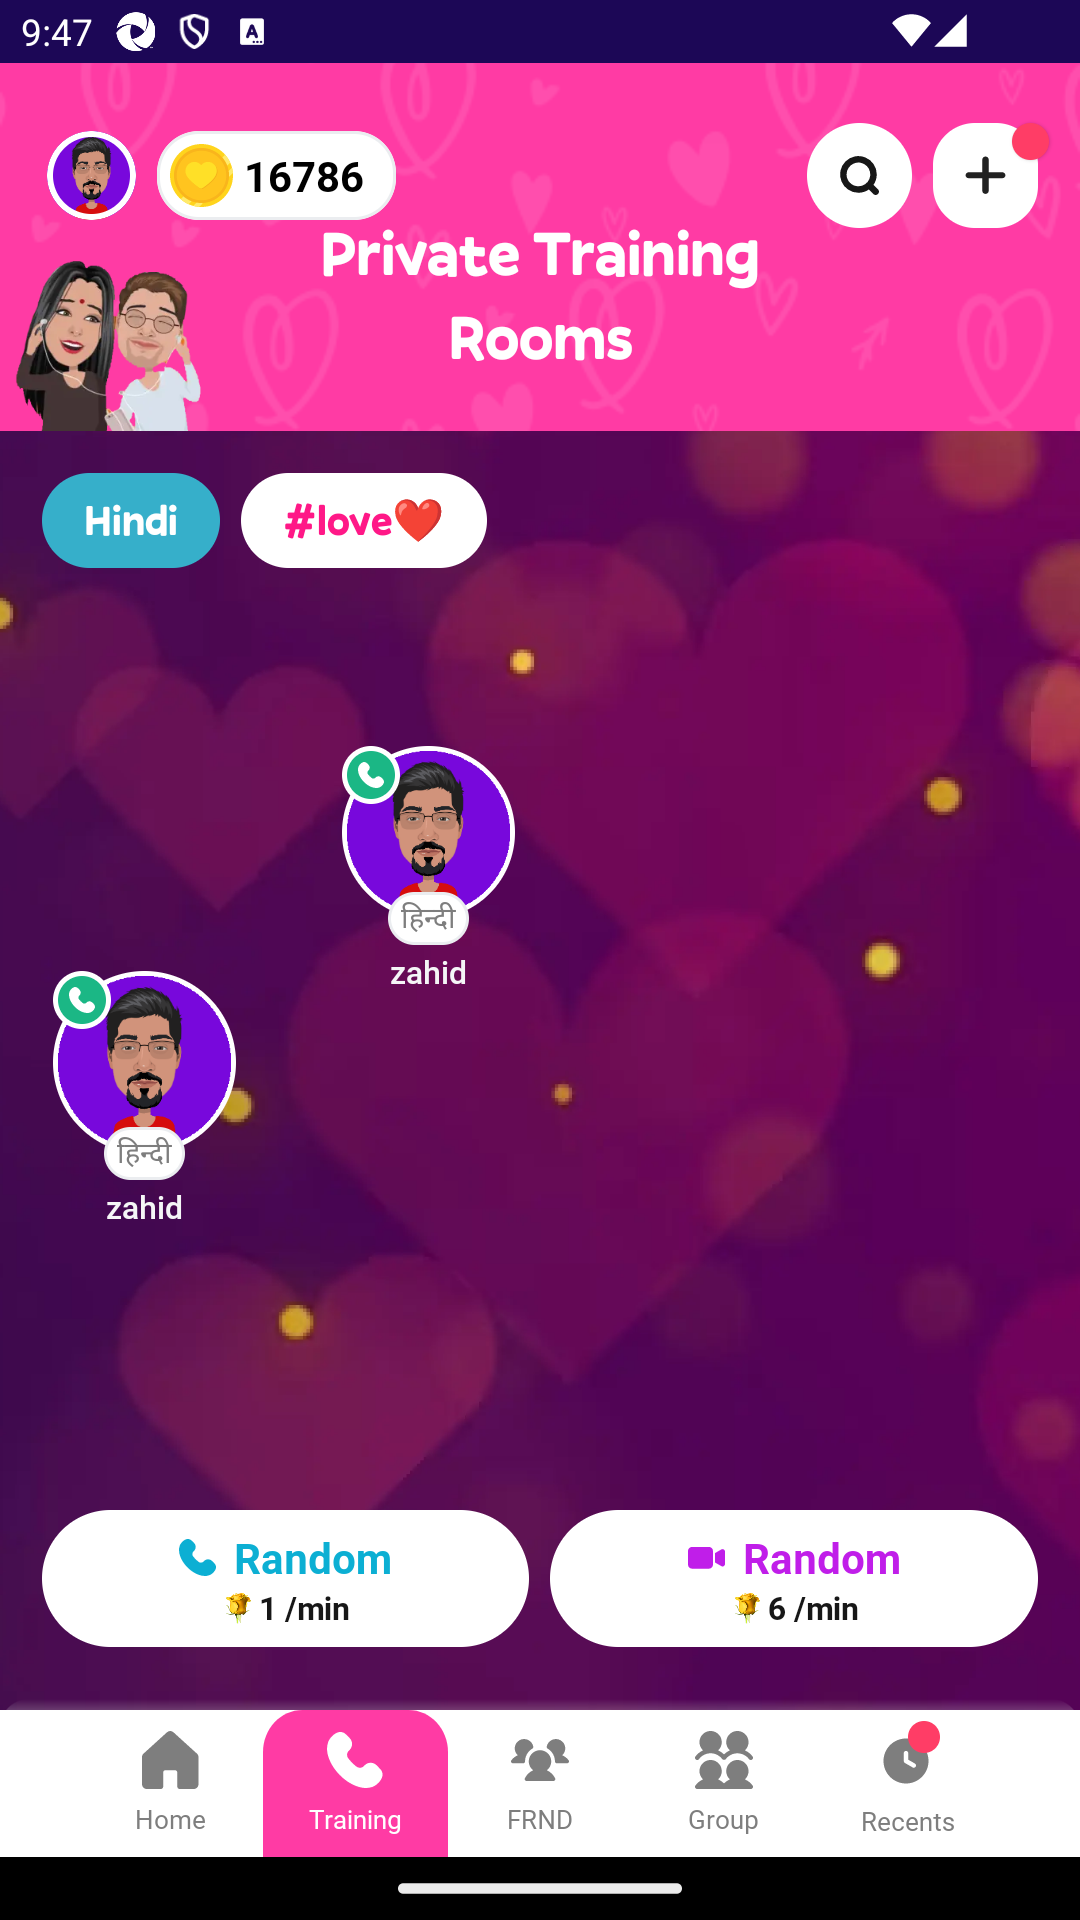 9:47
16786
Private Training
Rooms
Hindi
#love❤️
हिन्दी
zahid
हिन्दी
zahid
Random
1 /min
Random
6 /min
Home
Training
FRND
Group
Recents